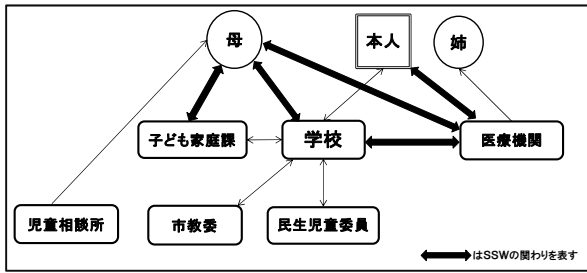 母
本人
姉
子ども家庭課
学校
医療機関
児童相談所
市教委
民生児童委員
はSSWの関わりを表す